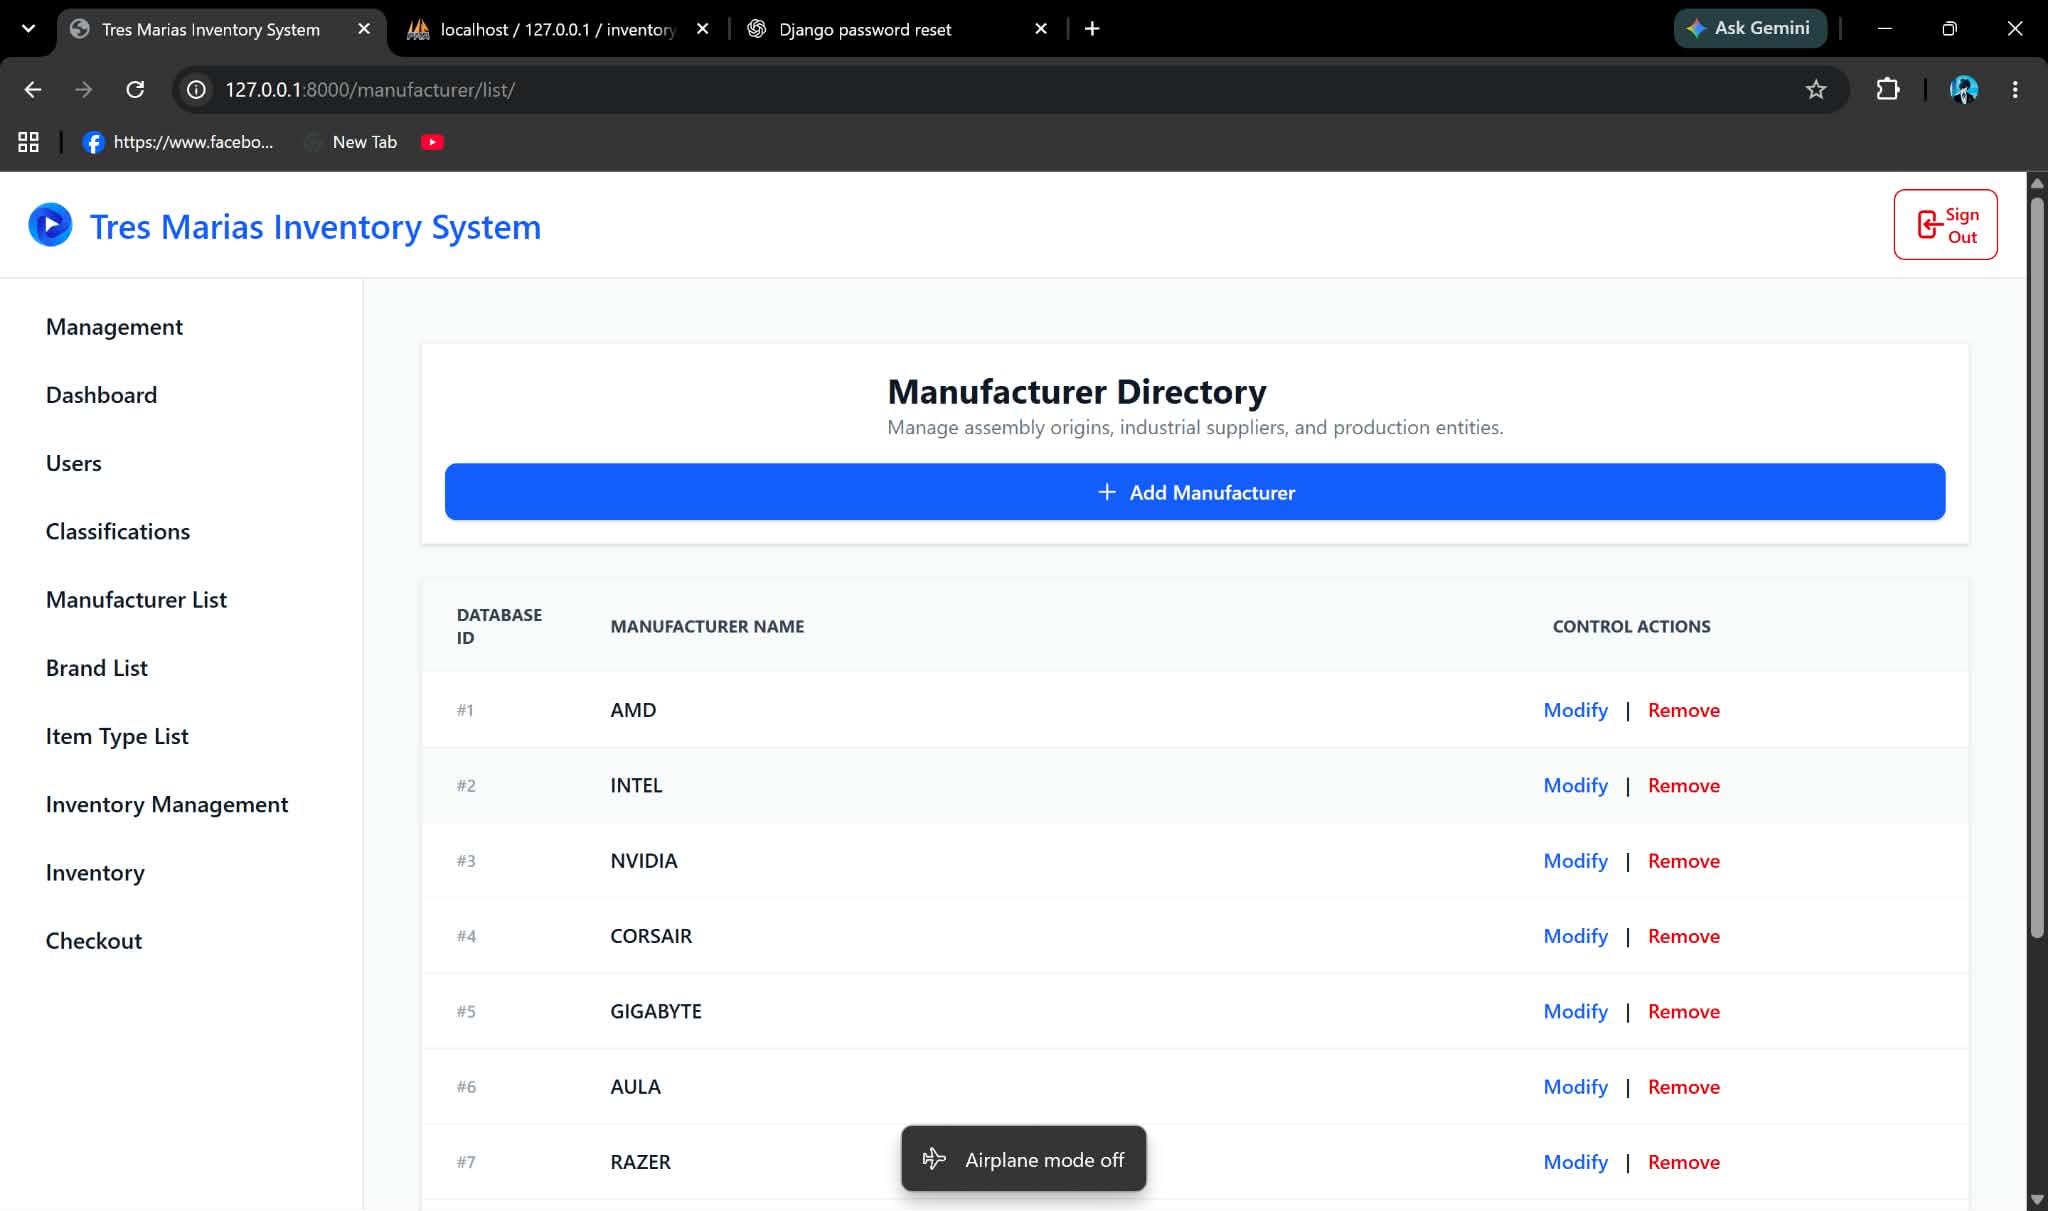 Tres Marias Inventory System
localhost / 127.0.0.1 / inventory
Django password reset
Ask Gemini
127.0.0.1:8000/manufacturer/list/
https://www.facebo...
New Tab
Tres Marias Inventory System
Sign
Out
Management
Dashboard
Users
Classifications
Manufacturer List
Brand List
Item Type List
Inventory Management
Inventory
Checkout
Manufacturer Directory
Manage assembly origins, industrial suppliers, and production entities.
+ Add Manufacturer
DATABASE
ID
MANUFACTURER NAME
CONTROL ACTIONS
#1 AMD Modify | Remove
#2 INTEL Modify | Remove
#3 NVIDIA Modify | Remove
#4 CORSAIR Modify | Remove
#5 GIGABYTE Modify | Remove
#6 AULA Modify | Remove
#7 RAZER Modify | Remove
Airplane mode off